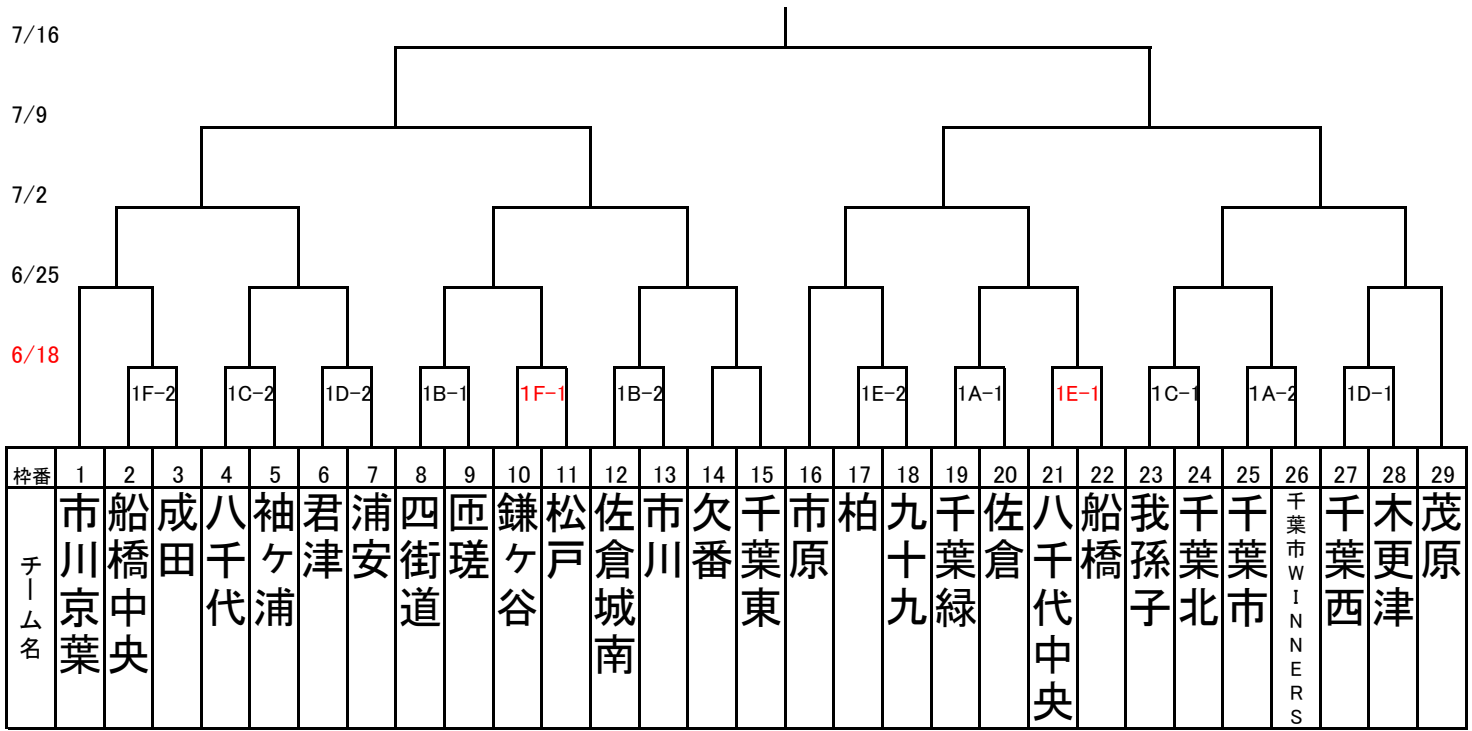 7/16
7/9
7/2
6/25
6/18
1F-2 1C-2 1D-2 1B-1 1F-1 1B-2 1E-2 1A-1 1E-1 1C-1 1A-2 1D-1
枠番 1 2 3 4 5 6 7 8 9 10 11 12 13 14 15 16 17 18 19 20 21 22 23 24 25 26 27 28 29
チーム名
市川京葉
船橋中央
成田
八千代
袖ヶ浦
君津
浦安
四街道
匝瑳
鎌ヶ谷
松戸
佐倉城南
市川
欠番
千葉東
市原
柏
九十九
千葉緑
佐倉
八千代中央
船橋
我孫子
千葉北
千葉市
千葉市WINNERS
千葉西
木更津
茂原